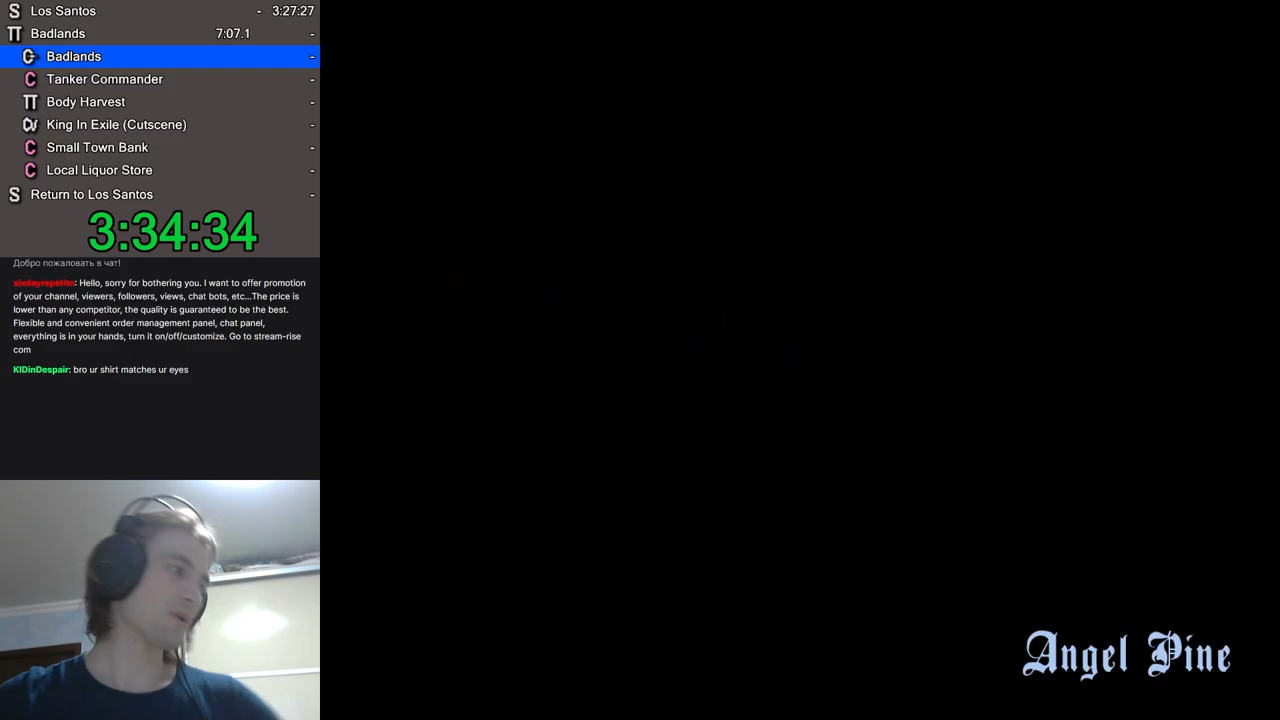 Los Santos - 3:27:27
Badlands 7:07.1 -
Badlands -
Tanker Commander -
Body Harvest -
King In Exile (Cutscene) -
Small Town Bank -
Local Liquor Store -
Return to Los Santos -
3:34:34
Добро пожаловать в чат!
sixdayrepetitn: Hello, sorry for bothering you. I want to offer promotion
of your channel, viewers, followers, views, chat bots, etc...The price is
lower than any competitor, the quality is guaranteed to be the best.
Flexible and convenient order management panel, chat panel,
everything is in your hands, turn it on/off/customize. Go to stream-rise
com
KIDinDespair: bro ur shirt matches ur eyes
Angel Pine